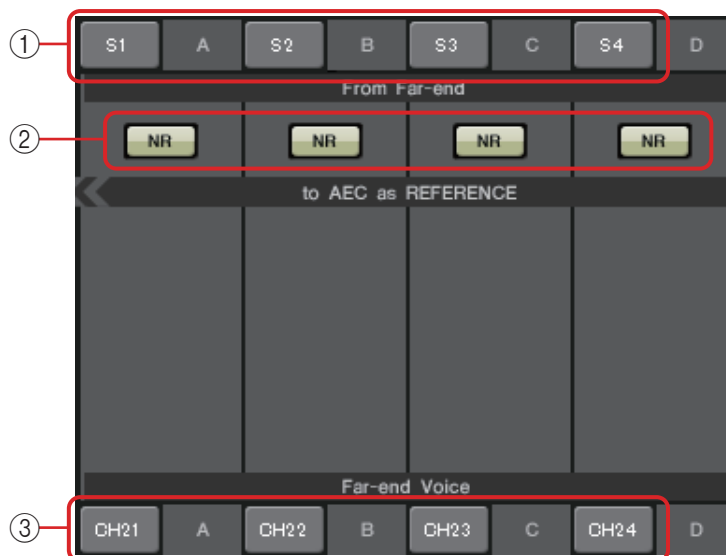 ① S1 A S2 B S3 C S4 D
From Far-end
② NR NR NR NR
to AEC as REFERENCE
Far-end Voice
③ CH21 A CH22 B CH23 C CH24 D